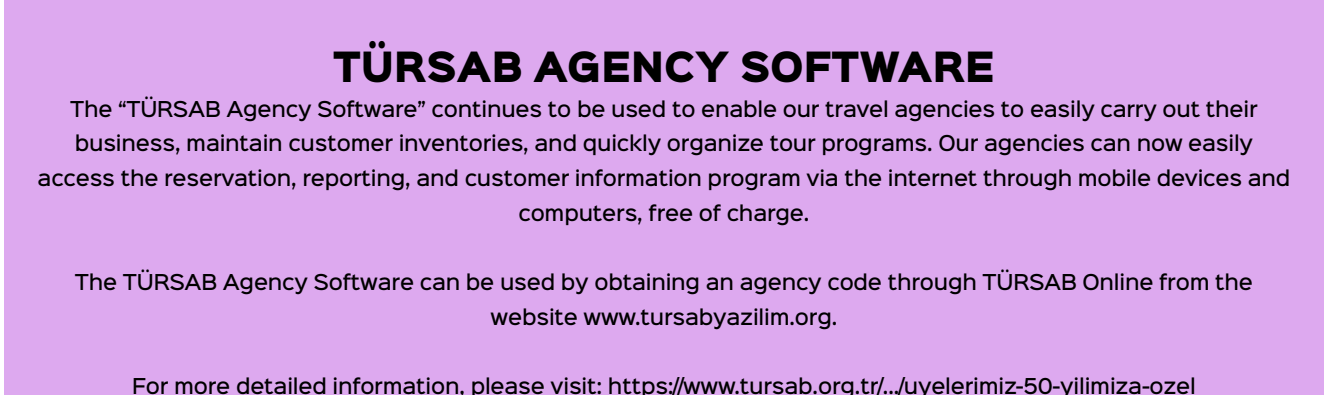 TÜRSAB AGENCY SOFTWARE
The “TÜRSAB Agency Software” continues to be used to enable our travel agencies to easily carry out their
business, maintain customer inventories, and quickly organize tour programs. Our agencies can now easily
access the reservation, reporting, and customer information program via the internet through mobile devices and
computers, free of charge.
The TÜRSAB Agency Software can be used by obtaining an agency code through TÜRSAB Online from the
website www.tursabyazilim.org.
For more detailed information, please visit: https://www.tursab.org.tr/.../uyelerimiz-50-yilimiza-ozel